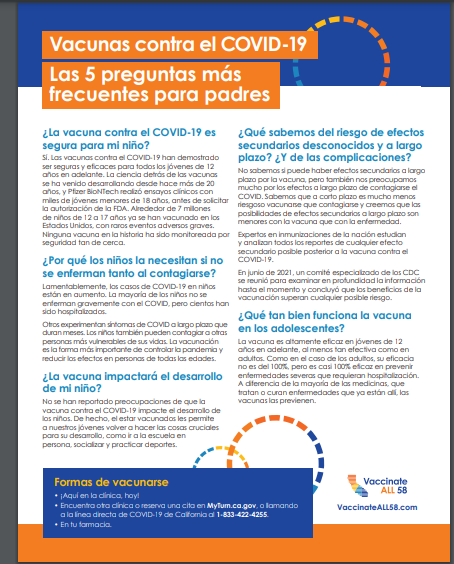 Vacunas contra el COVID-19
Las 5 preguntas más
frecuentes para padres
¿La vacuna contra el COVID-19 es
segura para mi niño?
Sí. Las vacunas contra el COVID-19 han demostrado
ser seguras y eficaces para todos los jóvenes de 12
años en adelante. La ciencia detrás de las vacunas
se ha venido desarrollando desde hace más de 20
años, y Pfizer BioNTech realizó ensayos clínicos con
miles de jóvenes menores de 18 años, antes de solicitar
la autorización de la FDA. Alrededor de 7 millones
de niños de 12 a 17 años ya se han vacunado en los
Estados Unidos, con raros eventos adversos graves.
Ninguna vacuna en la historia ha sido monitoreada por
seguridad tan de cerca.
¿Por qué los niños la necesitan si no
se enferman tanto al contagiarse?
Lamentablemente, los casos de COVID-19 en niños
están en aumento. La mayoría de los niños no se
enferman gravemente con el COVID, pero cientos han
sido hospitalizados.
Otros experimentan síntomas de COVID a largo plazo que
duran meses. Los niños también pueden contagiar a otras
personas más vulnerables de sus vidas. La vacunación
es la forma más importante de controlar la pandemia y
reducir los efectos en personas de todas las edades.
¿La vacuna impactará el desarrollo
de mi niño?
No se han reportado preocupaciones de que la
vacuna contra el COVID-19 impacte el desarrollo de
los niños. De hecho, el estar vacunados les permite
a nuestros jóvenes volver a hacer las cosas cruciales
para su desarrollo, como ir a la escuela en
persona, socializar y practicar deportes.
¿Qué sabemos del riesgo de efectos
secundarios desconocidos y a largo
plazo? ¿Y de las complicaciones?
No sabemos si puede haber efectos secundarios a largo
plazo por la vacuna, pero también nos preocupamos
mucho por los efectos a largo plazo de contagiarse el
COVID. Sabemos que a corto plazo es mucho menos
riesgoso vacunarse que contagiarse y creemos que las
posibilidades de efectos secundarios a largo plazo son
menores con la vacuna que con la enfermedad.
Expertos en inmunizaciones de la nación estudian
y analizan todos los reportes de cualquier efecto
secundario posible posterior a la vacuna contra el
COVID-19.
En junio de 2021, un comité especializado de los CDC
se reunió para examinar en profundidad la información
hasta el momento y concluyó que los beneficios de la
vacunación superan cualquier posible riesgo.
¿Qué tan bien funciona la vacuna
en los adolescentes?
La vacuna es altamente eficaz en jóvenes de 12
años en adelante, al menos tan efectiva como en
adultos. Como en el caso de los adultos, su eficacia
no es del 100%, pero es casi 100% eficaz en prevenir
enfermedades severas que requieran hospitalización.
A diferencia de la mayoría de las medicinas, que
tratan o curan enfermedades que ya están allí, las
vacunas las previenen.
Formas de vacunarse
• ¡Aquí en la clínica, hoy!
• Encuentra otra clínica o reserva una cita en MyTurn.ca.gov, o llamando
a la línea directa de COVID-19 de California al 1-833-422-4255.
• En tu farmacia.
Vaccinate
ALL 58
VaccinateALL58.com